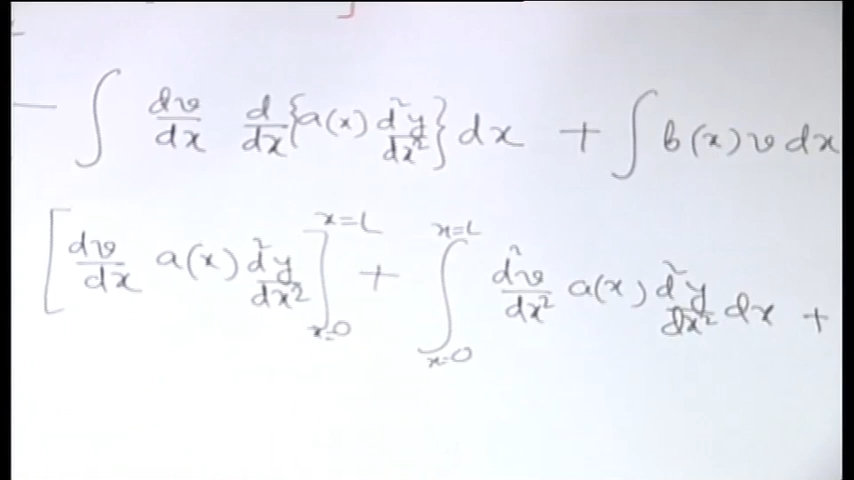 − ∫ dv/dx d/dx {a(x) d²y/dx²} dx + ∫ b(x) v dx
[dv/dx a(x) d²y/dx²]_{x=0}^{x=L} + ∫_{x=0}^{x=L} d²v/dx² a(x) d²y/dx² dx +